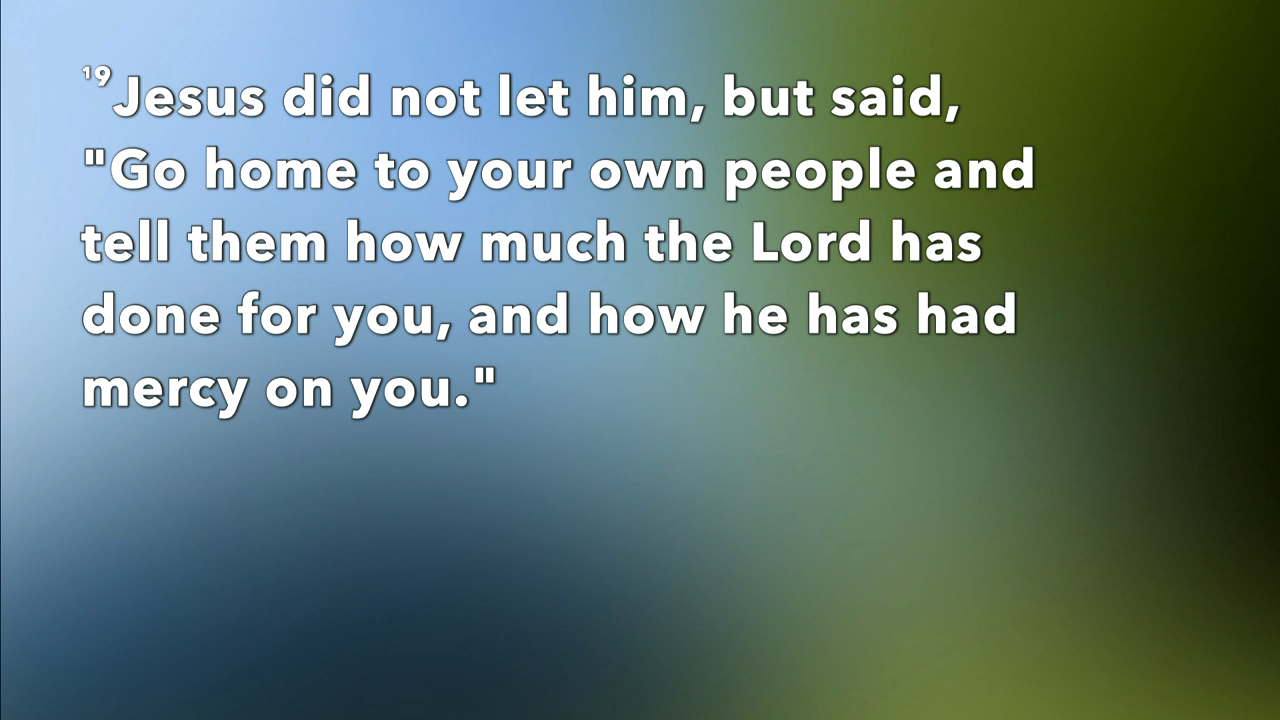 ¹⁹Jesus did not let him, but said,
"Go home to your own people and
tell them how much the Lord has
done for you, and how he has had
mercy on you."